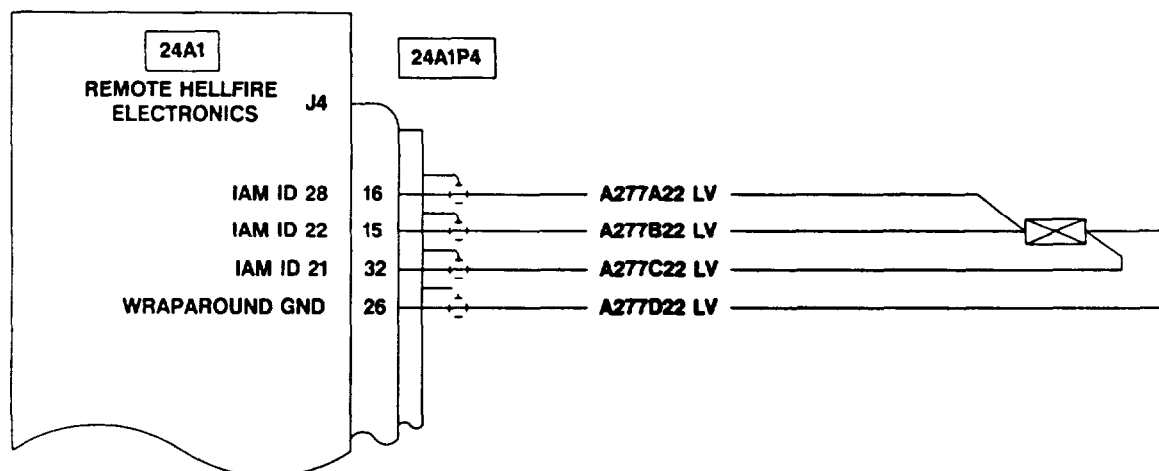 24A1
24A1P4
REMOTE HELLFIRE
ELECTRONICS
J4
IAM ID 28 16 A277A22 LV
IAM ID 22 15 A277B22 LV
IAM ID 21 32 A277C22 LV
WRAPAROUND GND 26 A277D22 LV